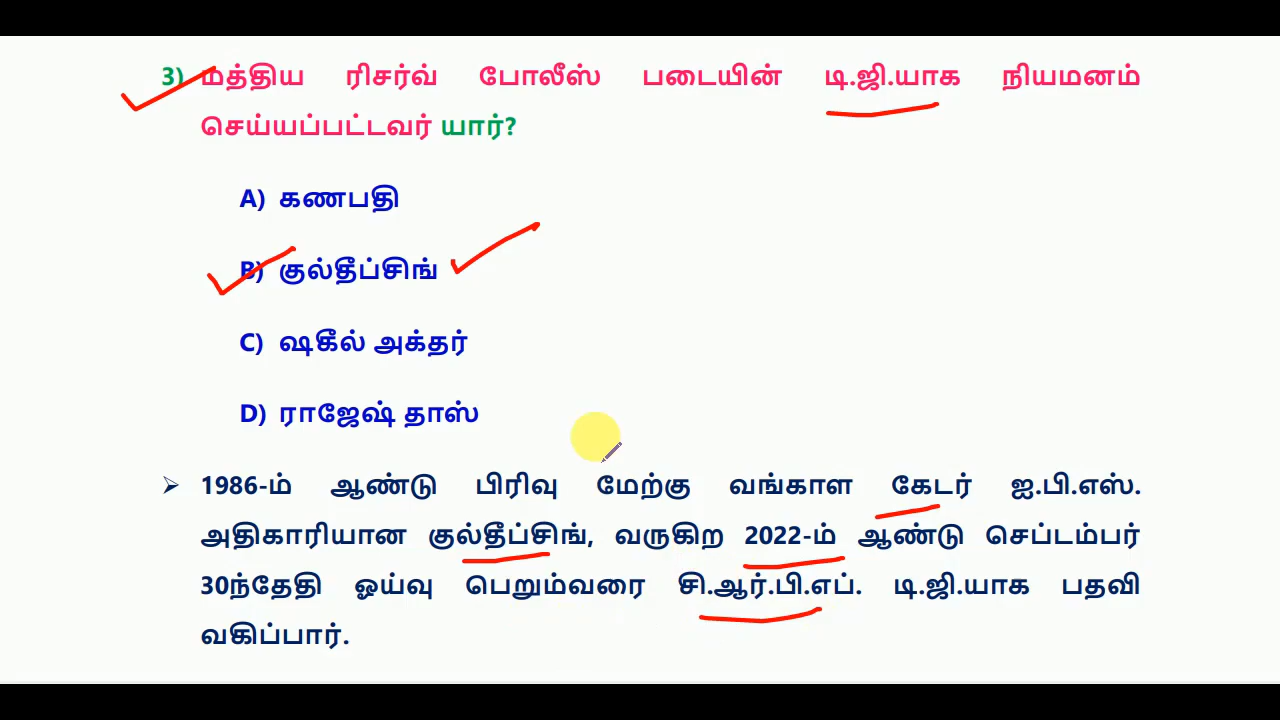 3) மத்திய ரிசர்வ் போலீஸ் படையின் டி.ஜி.யாக நியமனம்
செய்யப்பட்டவர் யார்?
A) கணபதி
B) குல்தீப்சிங்
C) ஷகீல் அக்தர்
D) ராஜேஷ் தாஸ்
➢ 1986-ம் ஆண்டு பிரிவு மேற்கு வங்காள கேடர் ஐ.பி.எஸ்.
அதிகாரியான குல்தீப்சிங், வருகிற 2022-ம் ஆண்டு செப்டம்பர்
30ந்தேதி ஓய்வு பெறும்வரை சி.ஆர்.பி.எப். டி.ஜி.யாக பதவி
வகிப்பார்.